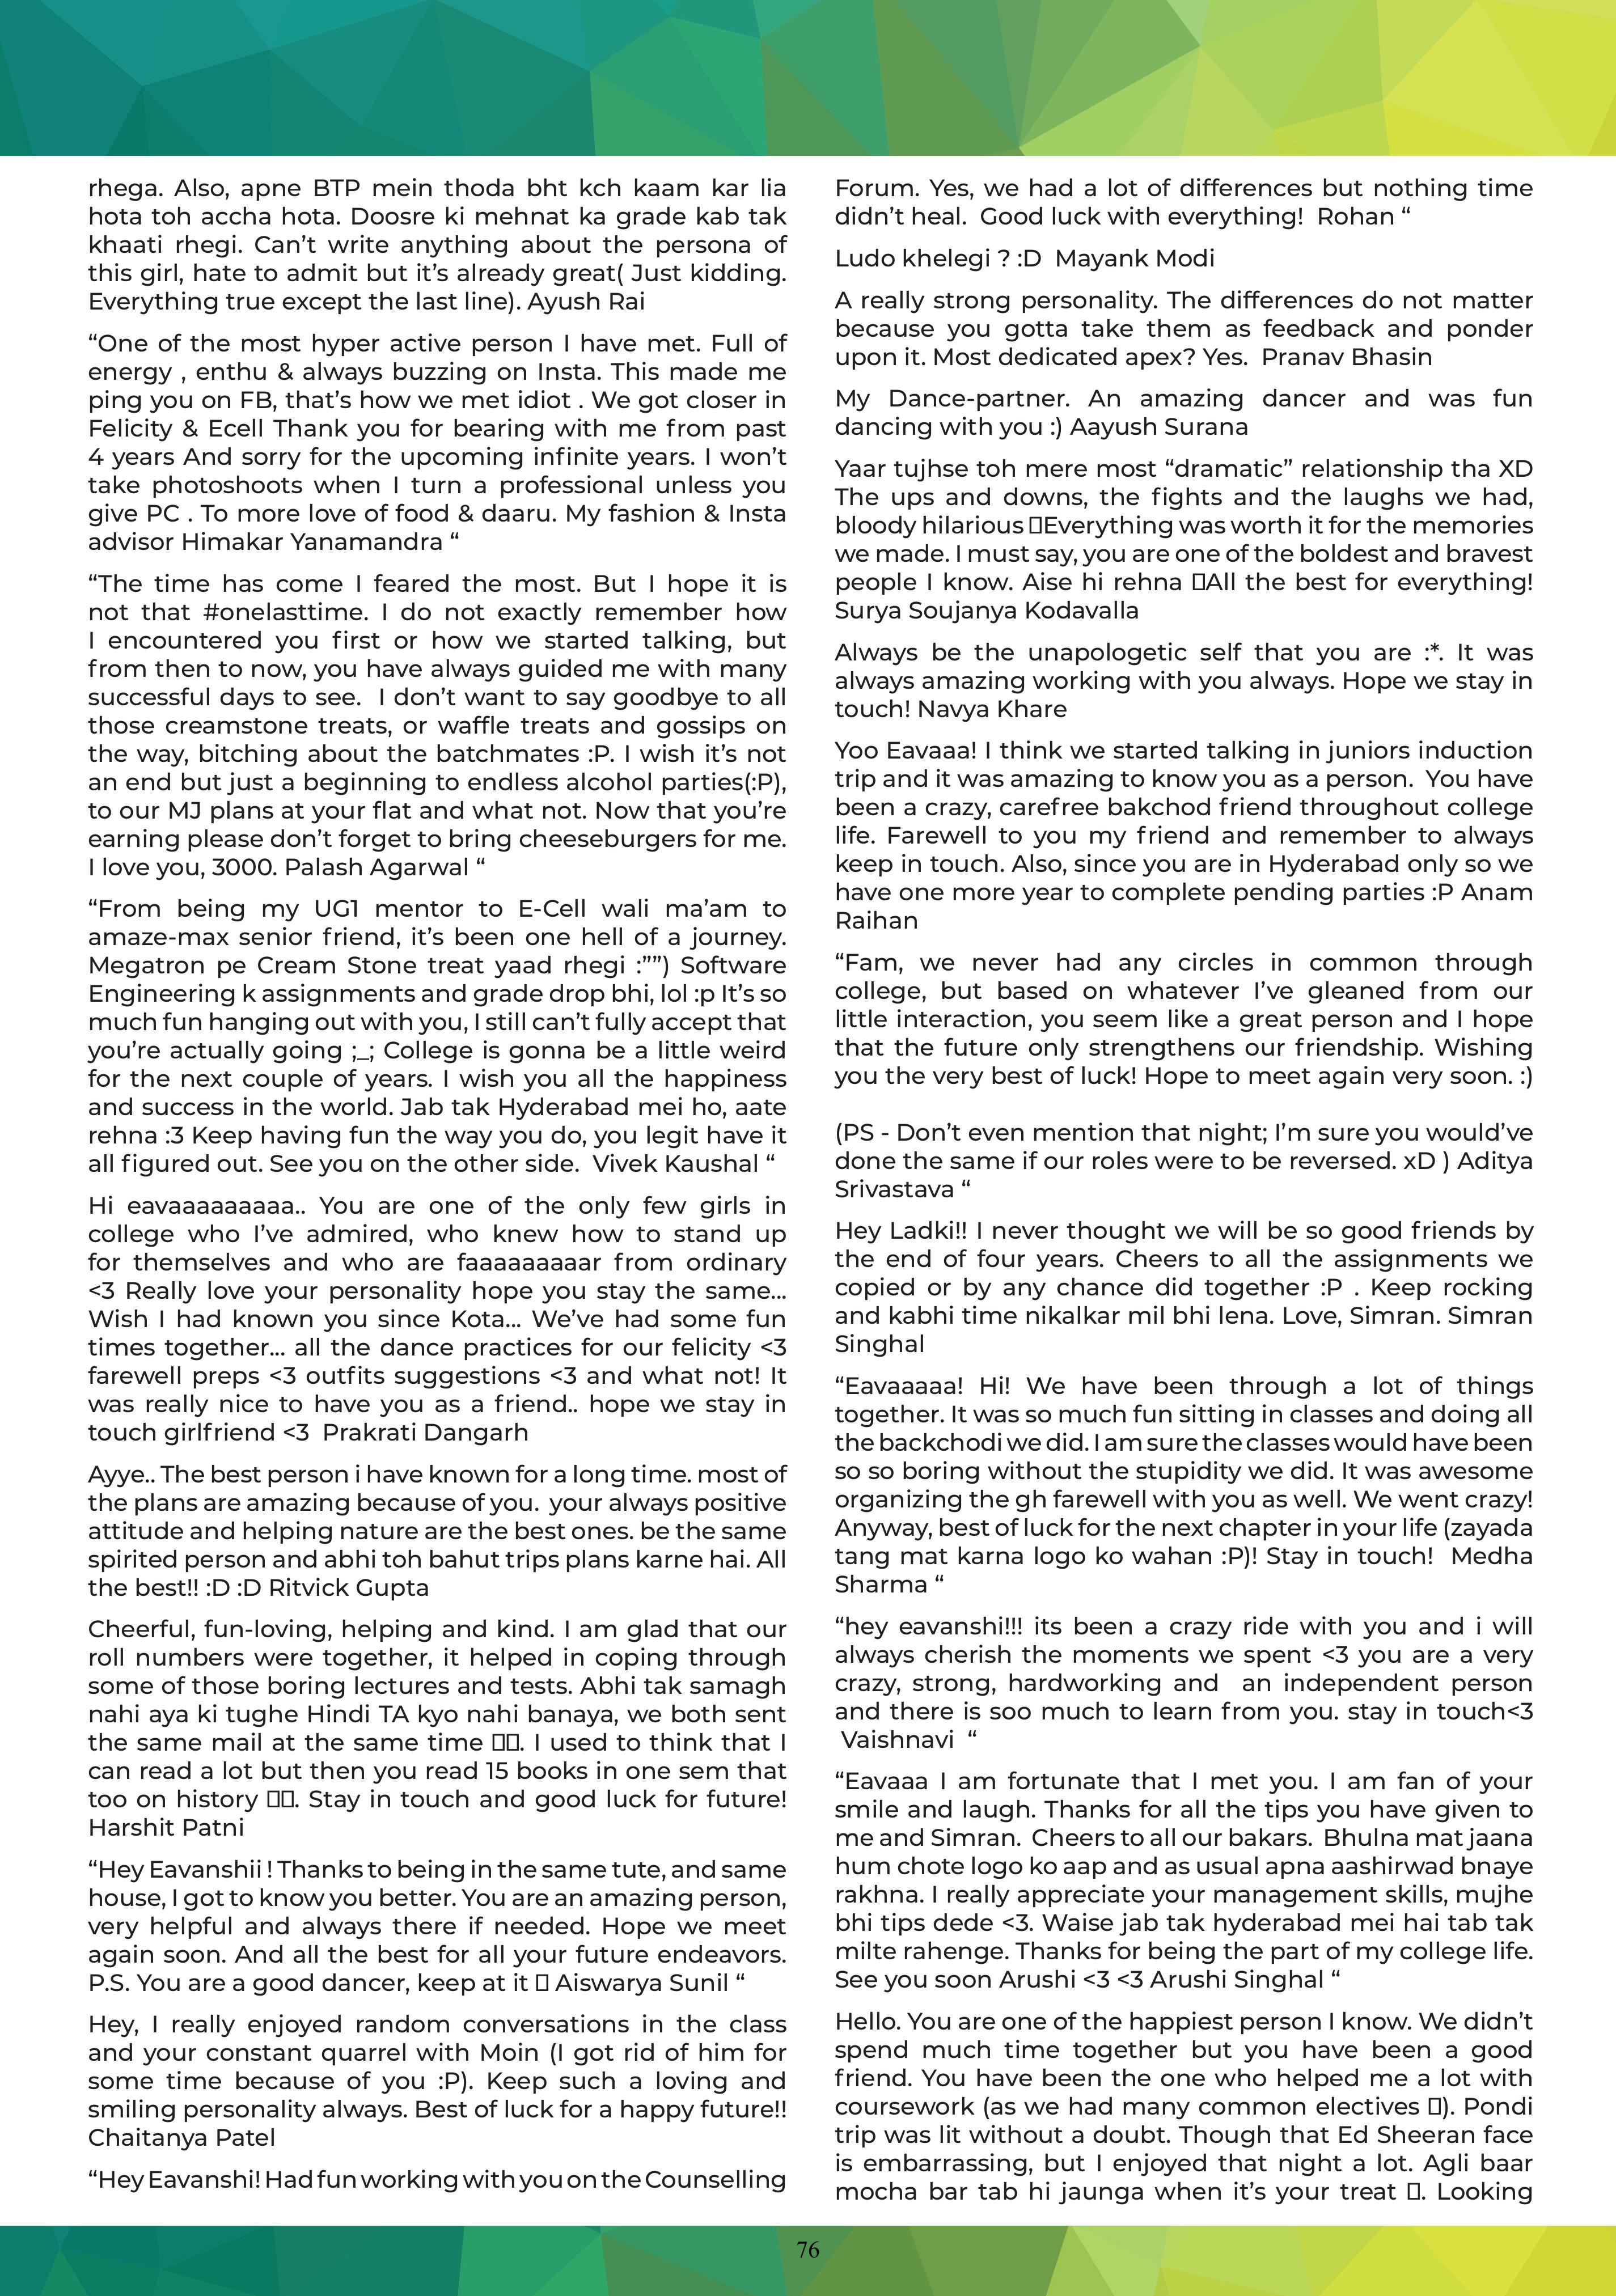 rhega. Also, apne BTP mein thoda bht kch kaam kar lia
hota toh accha hota. Doosre ki mehnat ka grade kab tak
khaati rhegi. Can’t write anything about the persona of
this girl, hate to admit but it’s already great( Just kidding.
Everything true except the last line). Ayush Rai
“One of the most hyper active person I have met. Full of
energy , enthu & always buzzing on Insta. This made me
ping you on FB, that’s how we met idiot . We got closer in
Felicity & Ecell Thank you for bearing with me from past
4 years And sorry for the upcoming infinite years. I won’t
take photoshoots when I turn a professional unless you
give PC . To more love of food & daaru. My fashion & Insta
advisor Himakar Yanamandra “
“The time has come I feared the most. But I hope it is
not that #onelasttime. I do not exactly remember how
I encountered you first or how we started talking, but
from then to now, you have always guided me with many
successful days to see.  I don’t want to say goodbye to all
those creamstone treats, or waffle treats and gossips on
the way, bitching about the batchmates :P. I wish it’s not
an end but just a beginning to endless alcohol parties(:P),
to our MJ plans at your flat and what not. Now that you’re
earning please don’t forget to bring cheeseburgers for me.
I love you, 3000. Palash Agarwal “
“From being my UG1 mentor to E-Cell wali ma’am to
amaze-max senior friend, it’s been one hell of a journey.
Megatron pe Cream Stone treat yaad rhegi :””) Software
Engineering k assignments and grade drop bhi, lol :p It’s so
much fun hanging out with you, I still can’t fully accept that
you’re actually going ;_; College is gonna be a little weird
for the next couple of years. I wish you all the happiness
and success in the world. Jab tak Hyderabad mei ho, aate
rehna :3 Keep having fun the way you do, you legit have it
all figured out. See you on the other side.  Vivek Kaushal “
Hi eavaaaaaaaaaa.. You are one of the only few girls in
college who I’ve admired, who knew how to stand up
for themselves and who are faaaaaaaaar from ordinary
<3 Really love your personality hope you stay the same...
Wish I had known you since Kota... We’ve had some fun
times together... all the dance practices for our felicity <3
farewell preps <3 outfits suggestions <3 and what not! It
was really nice to have you as a friend.. hope we stay in
touch girlfriend <3  Prakrati Dangarh
Ayye.. The best person i have known for a long time. most of
the plans are amazing because of you.  your always positive
attitude and helping nature are the best ones. be the same
spirited person and abhi toh bahut trips plans karne hai. All
the best!! :D :D Ritvick Gupta
Cheerful, fun-loving, helping and kind. I am glad that our
roll numbers were together, it helped in coping through
some of those boring lectures and tests. Abhi tak samagh
nahi aya ki tughe Hindi TA kyo nahi banaya, we both sent
the same mail at the same time □□. I used to think that I
can read a lot but then you read 15 books in one sem that
too on history □□. Stay in touch and good luck for future!
Harshit Patni
“Hey Eavanshii ! Thanks to being in the same tute, and same
house, I got to know you better. You are an amazing person,
very helpful and always there if needed. Hope we meet
again soon. And all the best for all your future endeavors.
P.S. You are a good dancer, keep at it □ Aiswarya Sunil “
Hey, I really enjoyed random conversations in the class
and your constant quarrel with Moin (I got rid of him for
some time because of you :P). Keep such a loving and
smiling personality always. Best of luck for a happy future!!
Chaitanya Patel
“Hey Eavanshi! Had fun working with you on the Counselling
Forum. Yes, we had a lot of differences but nothing time
didn’t heal.  Good luck with everything!  Rohan “
Ludo khelegi ? :D  Mayank Modi
A really strong personality. The differences do not matter
because you gotta take them as feedback and ponder
upon it. Most dedicated apex? Yes.  Pranav Bhasin
My Dance-partner. An amazing dancer and was fun
dancing with you :) Aayush Surana
Yaar tujhse toh mere most “dramatic” relationship tha XD
The ups and downs, the fights and the laughs we had,
bloody hilarious □Everything was worth it for the memories
we made. I must say, you are one of the boldest and bravest
people I know. Aise hi rehna □All the best for everything!
Surya Soujanya Kodavalla
Always be the unapologetic self that you are :*. It was
always amazing working with you always. Hope we stay in
touch! Navya Khare
Yoo Eavaaa! I think we started talking in juniors induction
trip and it was amazing to know you as a person.  You have
been a crazy, carefree bakchod friend throughout college
life. Farewell to you my friend and remember to always
keep in touch. Also, since you are in Hyderabad only so we
have one more year to complete pending parties :P Anam
Raihan
“Fam, we never had any circles in common through
college, but based on whatever I’ve gleaned from our
little interaction, you seem like a great person and I hope
that the future only strengthens our friendship. Wishing
you the very best of luck! Hope to meet again very soon. :)
(PS - Don’t even mention that night; I’m sure you would’ve
done the same if our roles were to be reversed. xD ) Aditya
Srivastava “
Hey Ladki!! I never thought we will be so good friends by
the end of four years. Cheers to all the assignments we
copied or by any chance did together :P . Keep rocking
and kabhi time nikalkar mil bhi lena. Love, Simran. Simran
Singhal
“Eavaaaaa! Hi! We have been through a lot of things
together. It was so much fun sitting in classes and doing all
the backchodi we did. I am sure the classes would have been
so so boring without the stupidity we did. It was awesome
organizing the gh farewell with you as well. We went crazy!
Anyway, best of luck for the next chapter in your life (zayada
tang mat karna logo ko wahan :P)! Stay in touch!  Medha
Sharma “
“hey eavanshi!!! its been a crazy ride with you and i will
always cherish the moments we spent <3 you are a very
crazy, strong, hardworking and  an independent person
and there is soo much to learn from you. stay in touch<3
Vaishnavi  “
“Eavaaa I am fortunate that I met you. I am fan of your
smile and laugh. Thanks for all the tips you have given to
me and Simran.  Cheers to all our bakars.  Bhulna mat jaana
hum chote logo ko aap and as usual apna aashirwad bnaye
rakhna. I really appreciate your management skills, mujhe
bhi tips dede <3. Waise jab tak hyderabad mei hai tab tak
milte rahenge. Thanks for being the part of my college life.
See you soon Arushi <3 <3 Arushi Singhal “
Hello. You are one of the happiest person I know. We didn’t
spend much time together but you have been a good
friend. You have been the one who helped me a lot with
coursework (as we had many common electives □). Pondi
trip was lit without a doubt. Though that Ed Sheeran face
is embarrassing, but I enjoyed that night a lot. Agli baar
mocha bar tab hi jaunga when it’s your treat □. Looking
76